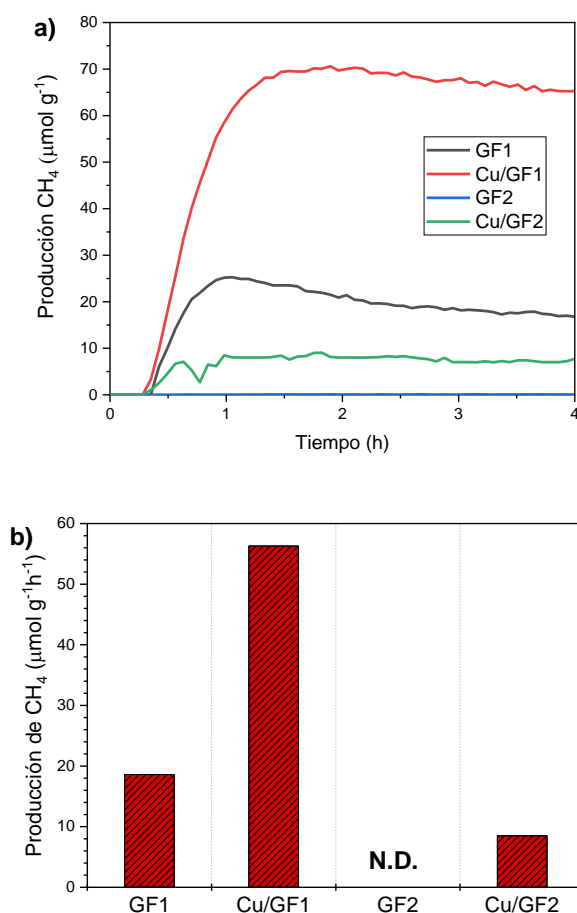 a)
Producción CH₄ (μmol g⁻¹)
80
70
60
50
40
30
20
10
0
GF1
Cu/GF1
GF2
Cu/GF2
0 1 2 3 4
Tiempo (h)
b)
Producción de CH₄ (μmol g⁻¹h⁻¹)
60
50
40
30
20
10
0
N.D.
GF1 Cu/GF1 GF2 Cu/GF2